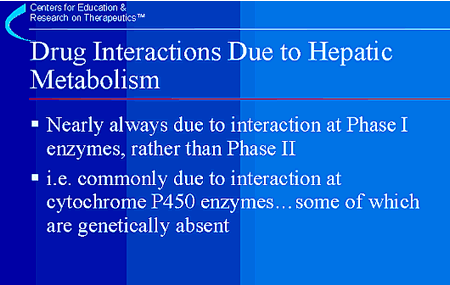 Centers for Education &
Research on Therapeutics™
Drug Interactions Due to Hepatic
Metabolism
▪ Nearly always due to interaction at Phase I
enzymes, rather than Phase II
▪ i.e. commonly due to interaction at
cytochrome P450 enzymes…some of which
are genetically absent